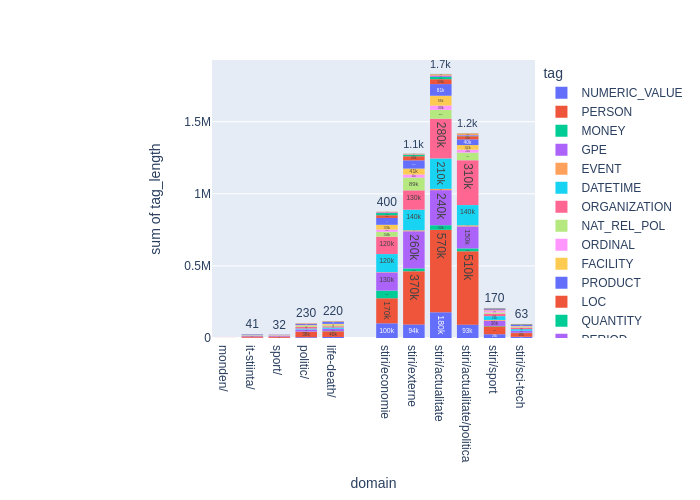 1.7k
tag
NUMERIC_VALUE
PERSON
MONEY
GPE
EVENT
DATETIME
ORGANIZATION
NAT_REL_POL
ORDINAL
FACILITY
PRODUCT
LOC
QUANTITY
PERIOD
sum of tag_length
1.5M
1M
0.5M
0
41
32
230
220
400
1.1k
1.2k
170
63
120k
120k
130k
170k
100k
41k
89k
130k
140k
260k
370k
94k
81k
280k
210k
240k
570k
180k
310k
140k
150k
510k
93k
monden/
it-stiinta/
sport/
politic/
life-death/
stiri/economie
stiri/externe
stiri/actualitate
stiri/actualitate/politica
stiri/sport
stiri/sci-tech
domain